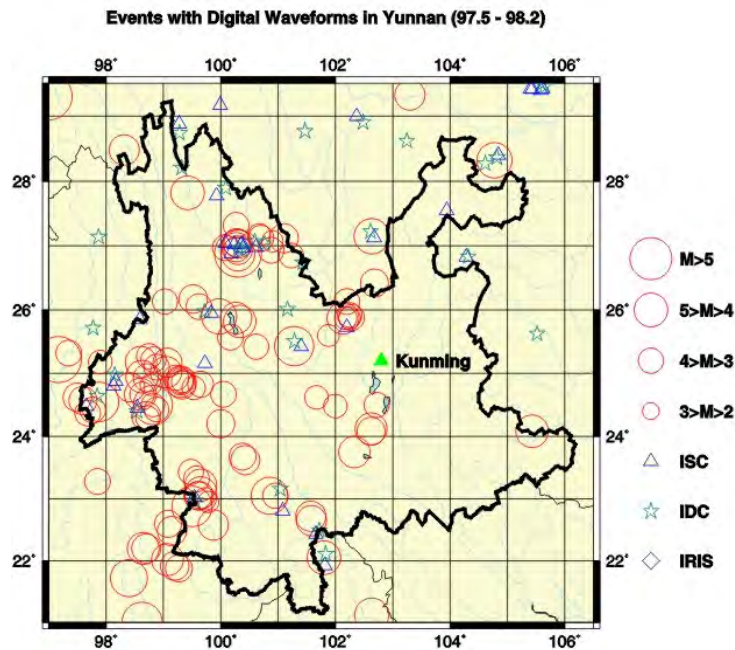 Events with Digital Waveforms in Yunnan (97.5 - 98.2)
98˚ 100˚ 102˚ 104˚ 106˚
28˚ 28˚
M>5
26˚ 26˚ 5>M>4
Kunming 4>M>3
24˚ 24˚ 3>M>2
ISC
IDC
22˚ 22˚ IRIS
98˚ 100˚ 102˚ 104˚ 106˚